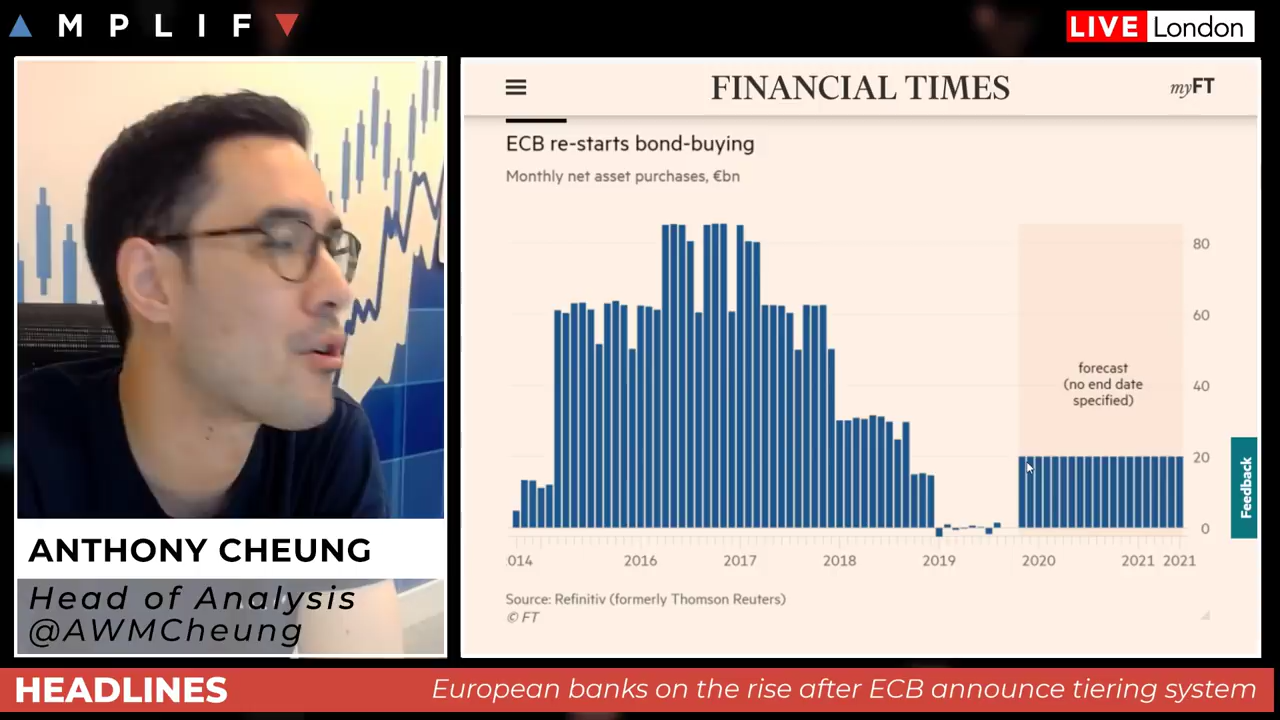 MPLIF
LIVE London
FINANCIAL TIMES
myFT
ECB re-starts bond-buying
Monthly net asset purchases, €bn
80
60
40
20
0
forecast
(no end date
specified)
Feedback
014 2016 2017 2018 2019 2020 2021 2021
Source: Refinitiv (formerly Thomson Reuters)
© FT
ANTHONY CHEUNG
Head of Analysis
@AWMCheung
HEADLINES
European banks on the rise after ECB announce tiering system